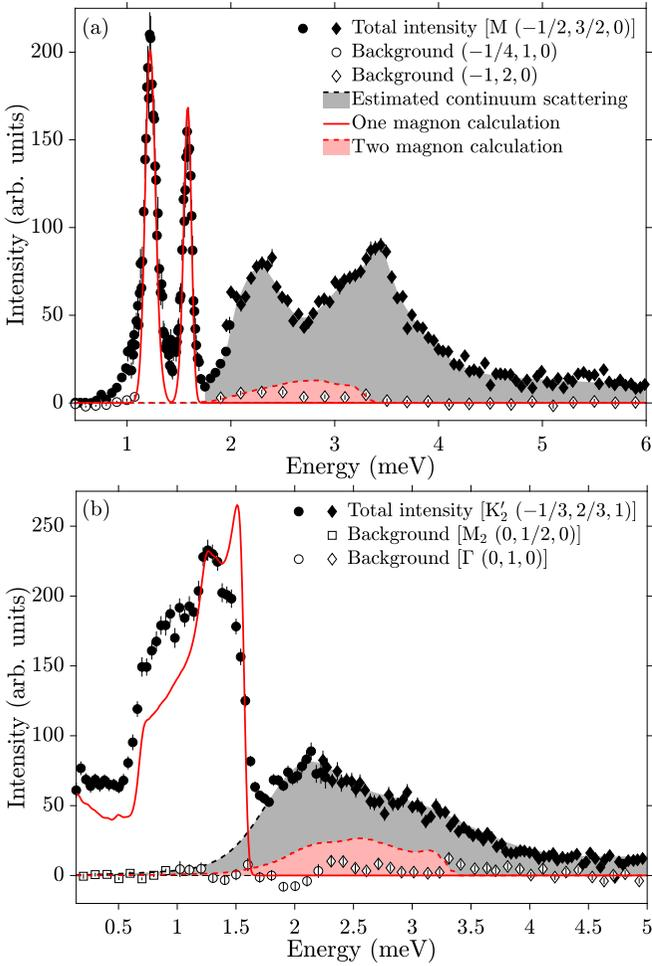 (a)
Total intensity [M (−1/2, 3/2, 0)]
Background (−1/4, 1, 0)
Background (−1, 2, 0)
Estimated continuum scattering
One magnon calculation
Two magnon calculation
Intensity (arb. units)
200
150
100
50
0
1 2 3 4 5 6
Energy (meV)
(b)
Total intensity [K′₂ (−1/3, 2/3, 1)]
Background [M₂ (0, 1/2, 0)]
Background [Γ (0, 1, 0)]
Intensity (arb. units)
250
200
150
100
50
0
0.5 1 1.5 2 2.5 3 3.5 4 4.5 5
Energy (meV)